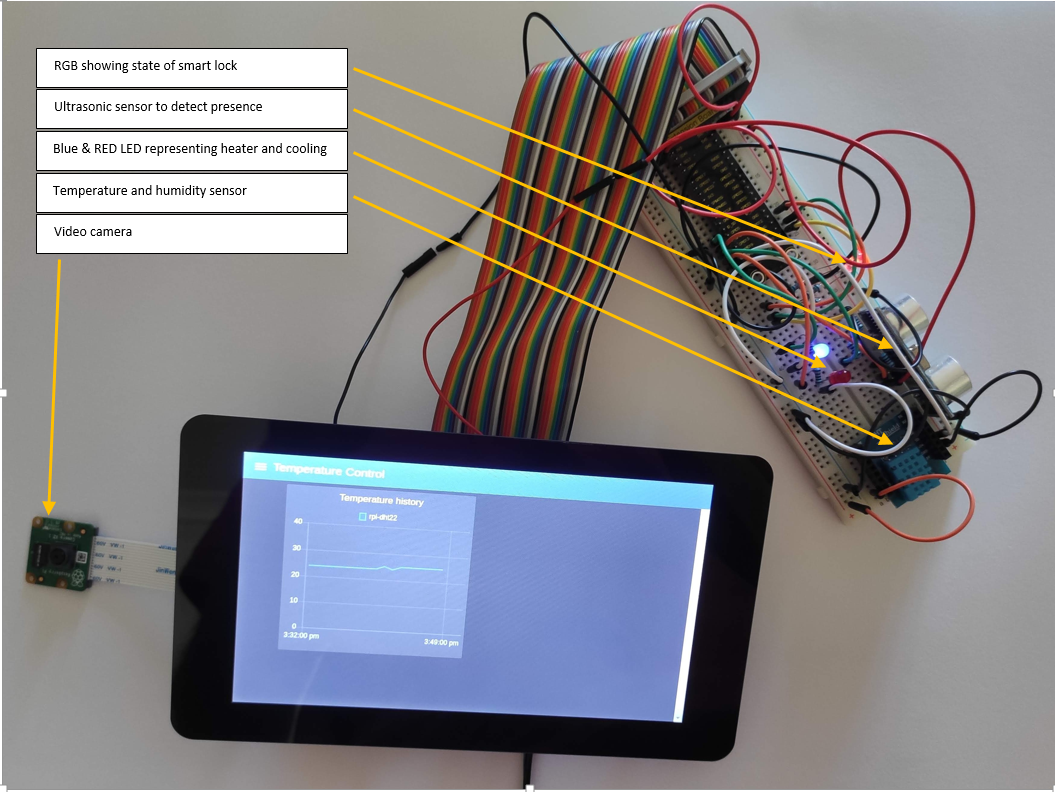 RGB showing state of smart lock
Ultrasonic sensor to detect presence
Blue & RED LED representing heater and cooling
Temperature and humidity sensor
Video camera
Temperature Control
Temperature history
rpi-dht22
40
30
20
10
0
3:32:00 pm
3:49:00 pm